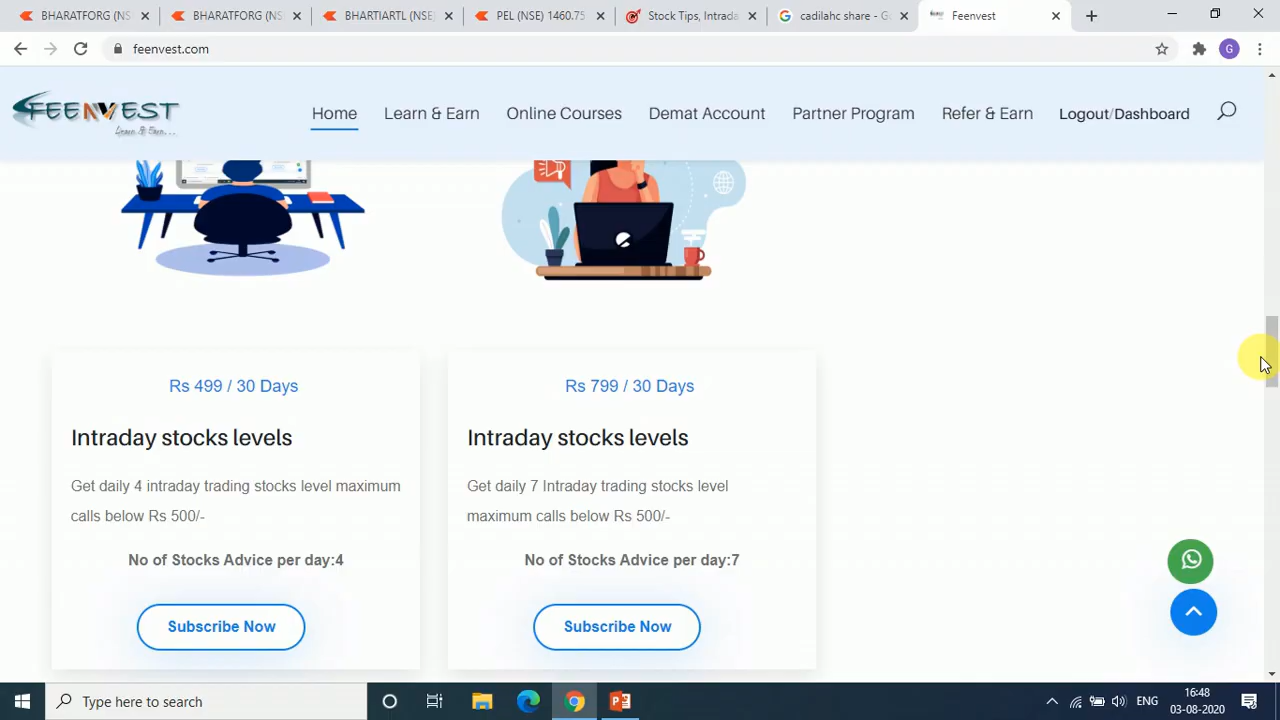 BHARATFORG (NS
BHARATFORG (NS
BHARTIARTL (NSE)
PEL (NSE) 1460.75
Stock Tips, Intrada
cadilahc share - Go
Feenvest
feenvest.com
G
FEENVEST
Learn & Earn...
Home
Learn & Earn
Online Courses
Demat Account
Partner Program
Refer & Earn
Logout/Dashboard
Rs 499 / 30 Days
Intraday stocks levels
Get daily 4 intraday trading stocks level maximum
calls below Rs 500/-
No of Stocks Advice per day:4
Subscribe Now
Rs 799 / 30 Days
Intraday stocks levels
Get daily 7 Intraday trading stocks level
maximum calls below Rs 500/-
No of Stocks Advice per day:7
Subscribe Now
Type here to search
ENG
16:48
03-08-2020